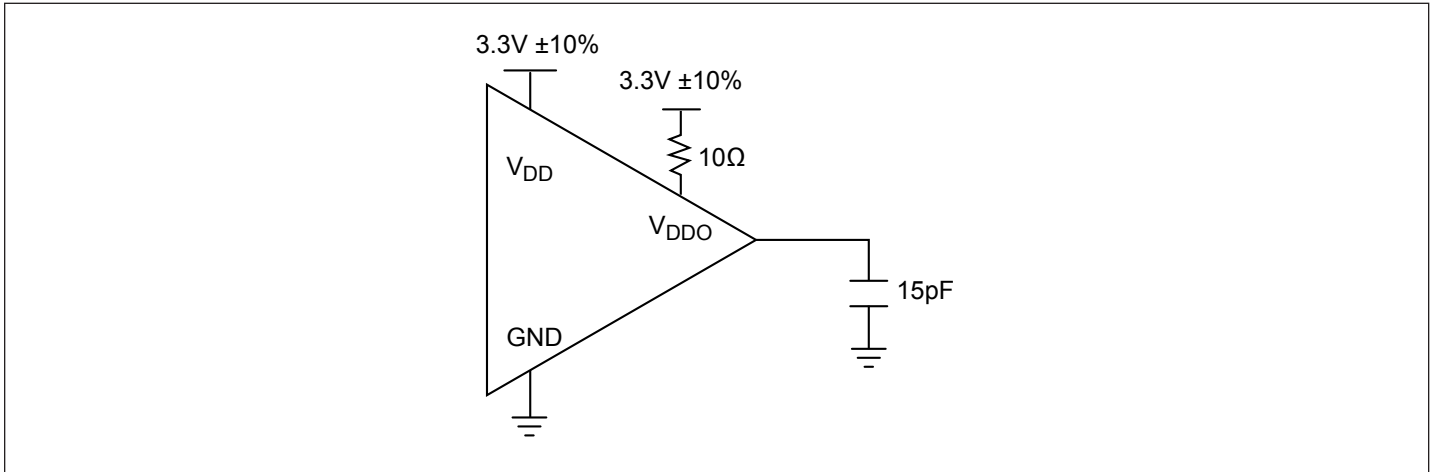 3.3V ±10%
3.3V ±10%
10Ω
VDD
VDDO
15pF
GND